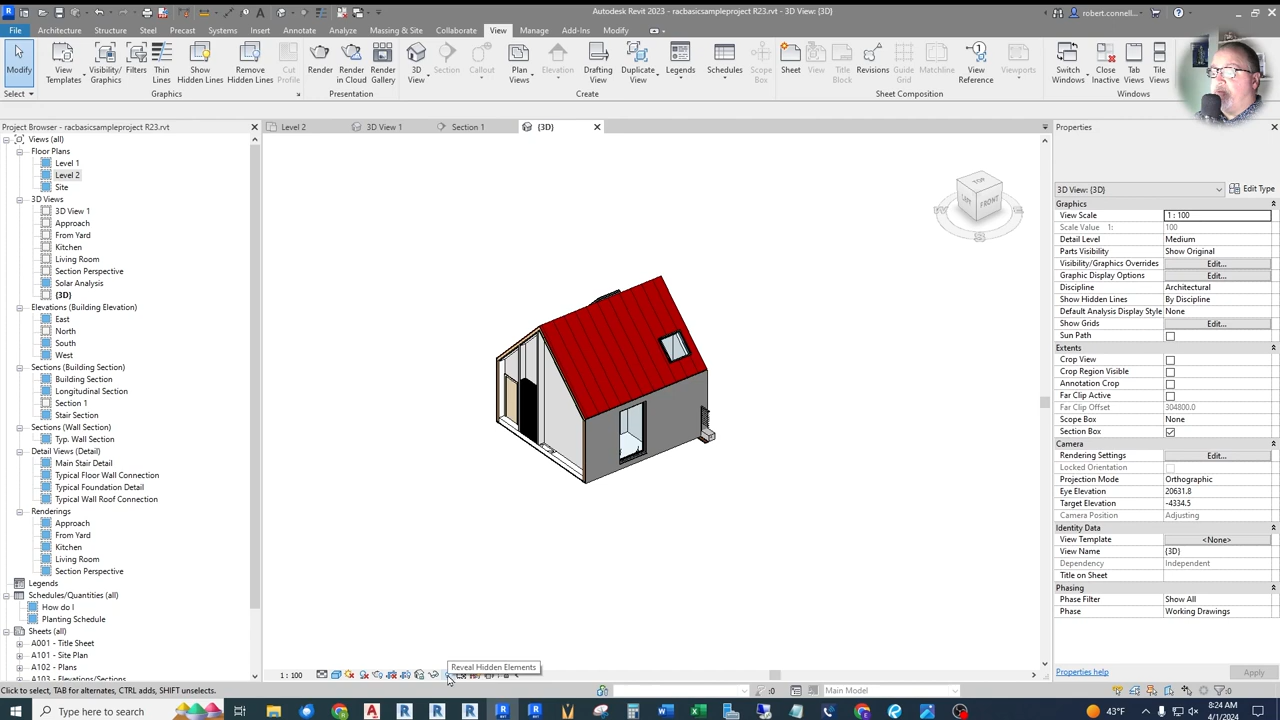 Autodesk Revit 2023 - racbasicsampleproject R23.rvt - 3D View: {3D}
robert.connell...
File Architecture Structure Steel Precast Systems Insert Annotate Analyze Massing & Site Collaborate View Manage Add-Ins Modify
Modify
View Templates
Visibility/ Graphics
Filters
Thin Lines
Show Hidden Lines
Remove Hidden Lines
Cut Profile
Render
Render in Cloud
Render Gallery
3D View
Section
Callout
Plan Views
Elevation
Drafting View
Duplicate View
Legends
Schedules
Scope Box
Sheet
View
Title Block
Revisions
Guide Grid
Matchline
View Reference
Viewports
Switch Windows
Close Inactive
Tab Views
Tile Views
Select Graphics Presentation Create Sheet Composition Windows
Project Browser - racbasicsampleproject R23.rvt
Level 2 3D View 1 Section 1 {3D}
Properties
Views (all)
Floor Plans
Level 1
Level 2
Site
3D Views
3D View 1
Approach
From Yard
Kitchen
Living Room
Section Perspective
Solar Analysis
{3D}
Elevations (Building Elevation)
East
North
South
West
Sections (Building Section)
Building Section
Longitudinal Section
Section 1
Stair Section
Sections (Wall Section)
Typ. Wall Section
Detail Views (Detail)
Main Stair Detail
Typical Floor Wall Connection
Typical Foundation Detail
Typical Wall Roof Connection
Renderings
Approach
From Yard
Kitchen
Living Room
Section Perspective
Legends
Schedules/Quantities (all)
How do I
Planting Schedule
Sheets (all)
A001 - Title Sheet
A101 - Site Plan
A102 - Plans
A103 - Elevations/Sections
TOP
LEFT FRONT
3D View: {3D} Edit Type
Graphics
View Scale 1 : 100
Scale Value 1: 100
Detail Level Medium
Parts Visibility Show Original
Visibility/Graphics Overrides Edit...
Graphic Display Options Edit...
Discipline Architectural
Show Hidden Lines By Discipline
Default Analysis Display Style None
Show Grids Edit...
Sun Path
Extents
Crop View
Crop Region Visible
Annotation Crop
Far Clip Active
Far Clip Offset 304800.0
Scope Box None
Section Box
Camera
Rendering Settings Edit...
Locked Orientation
Projection Mode Orthographic
Eye Elevation 20631.8
Target Elevation -4334.5
Camera Position Adjusting
Identity Data
View Template <None>
View Name {3D}
Dependency Independent
Title on Sheet
Phasing
Phase Filter Show All
Phase Working Drawings
Properties help Apply
Reveal Hidden Elements
1 : 100
Click to select, TAB for alternates, CTRL adds, SHIFT unselects.
:0 Main Model :0
Type here to search
43°F
8:24 AM
4/1/2024